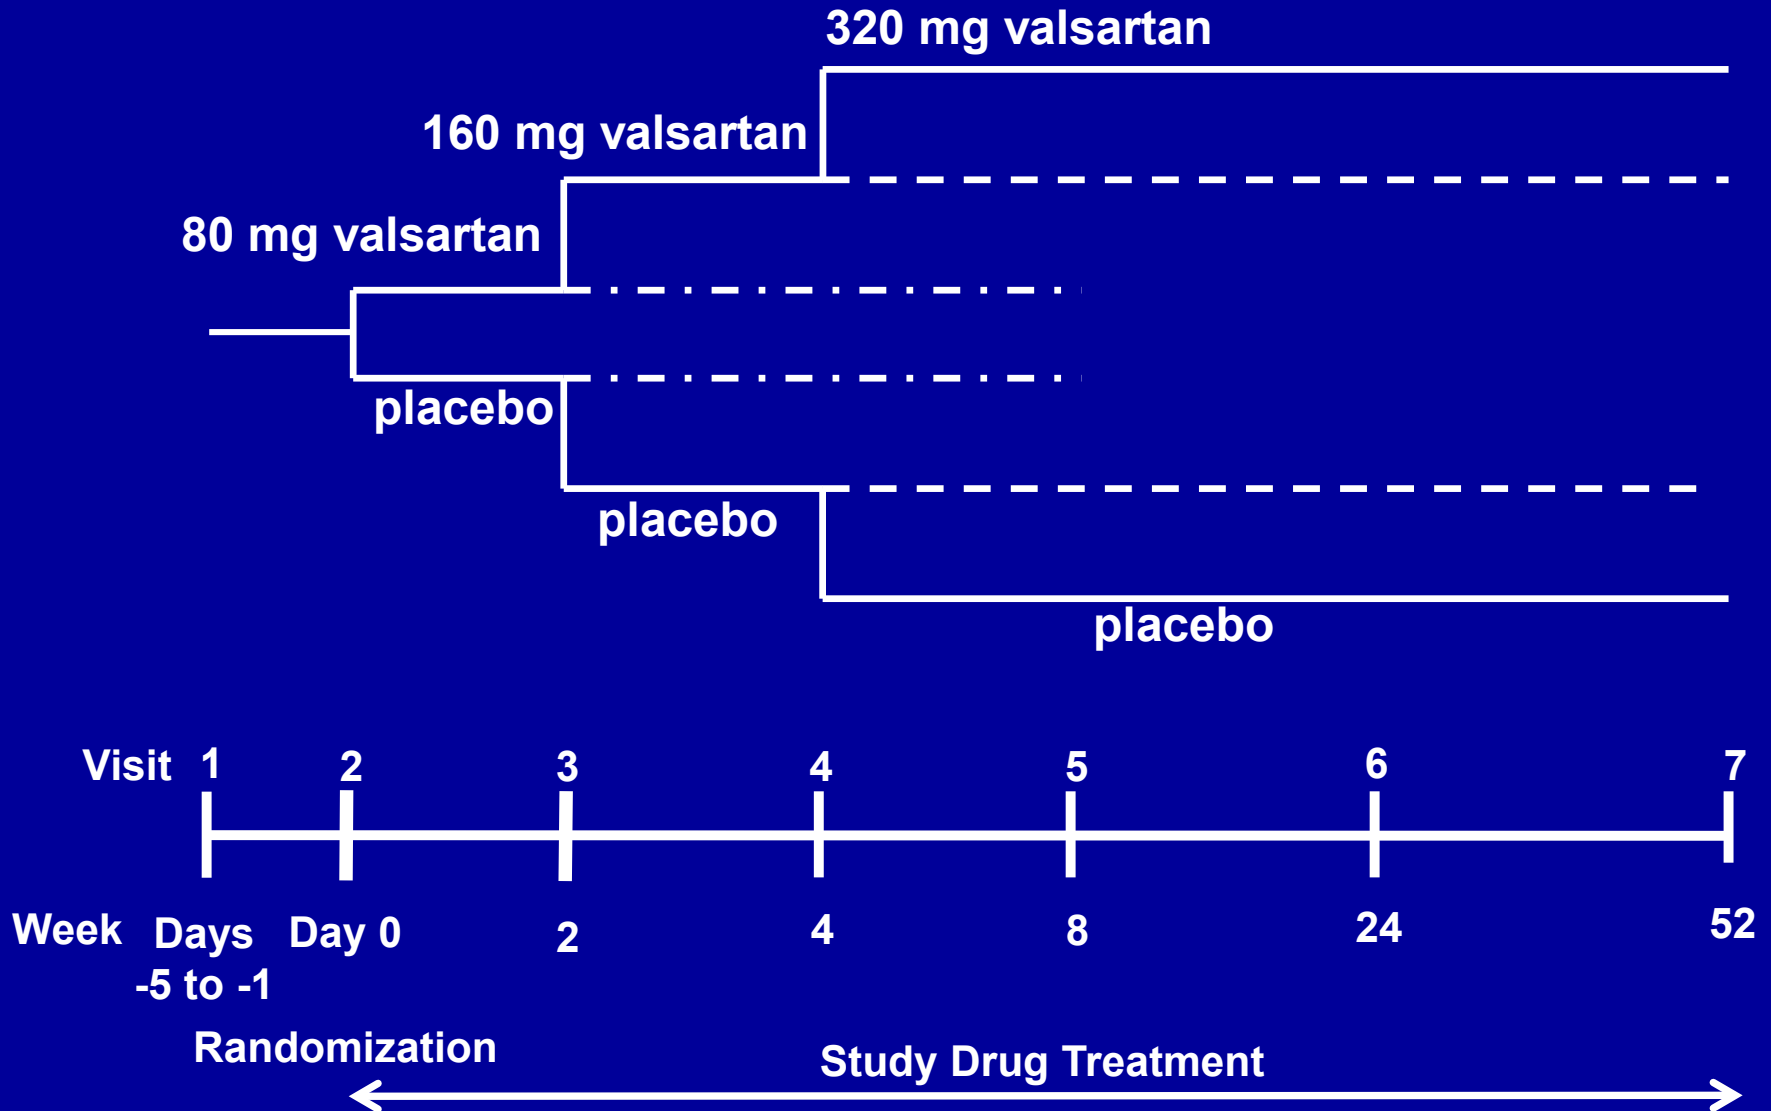 320 mg valsartan
160 mg valsartan
80 mg valsartan
placebo
placebo
placebo
Visit 1 2 3 4 5 6 7
Week Days Day 0 2 4 8 24 52
-5 to -1
Randomization
Study Drug Treatment